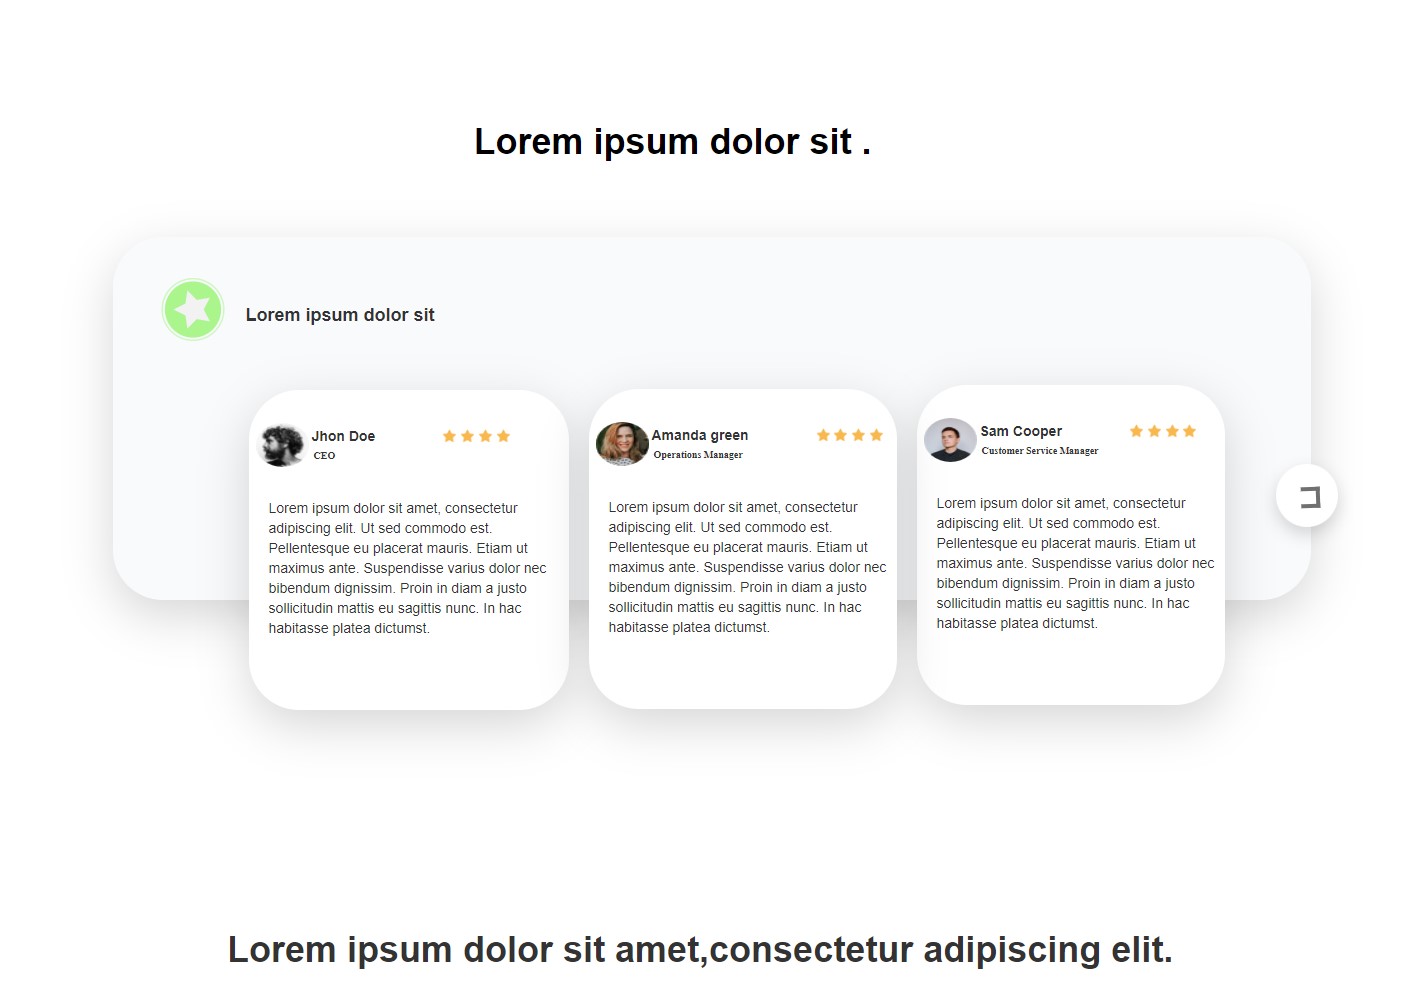 Lorem ipsum dolor sit .
Lorem ipsum dolor sit
Jhon Doe
CEO
Lorem ipsum dolor sit amet, consectetur
adipiscing elit. Ut sed commodo est.
Pellentesque eu placerat mauris. Etiam ut
maximus ante. Suspendisse varius dolor nec
bibendum dignissim. Proin in diam a justo
sollicitudin mattis eu sagittis nunc. In hac
habitasse platea dictumst.
Amanda green
Operations Manager
Lorem ipsum dolor sit amet, consectetur
adipiscing elit. Ut sed commodo est.
Pellentesque eu placerat mauris. Etiam ut
maximus ante. Suspendisse varius dolor nec
bibendum dignissim. Proin in diam a justo
sollicitudin mattis eu sagittis nunc. In hac
habitasse platea dictumst.
Sam Cooper
Customer Service Manager
Lorem ipsum dolor sit amet, consectetur
adipiscing elit. Ut sed commodo est.
Pellentesque eu placerat mauris. Etiam ut
maximus ante. Suspendisse varius dolor nec
bibendum dignissim. Proin in diam a justo
sollicitudin mattis eu sagittis nunc. In hac
habitasse platea dictumst.
Lorem ipsum dolor sit amet,consectetur adipiscing elit.